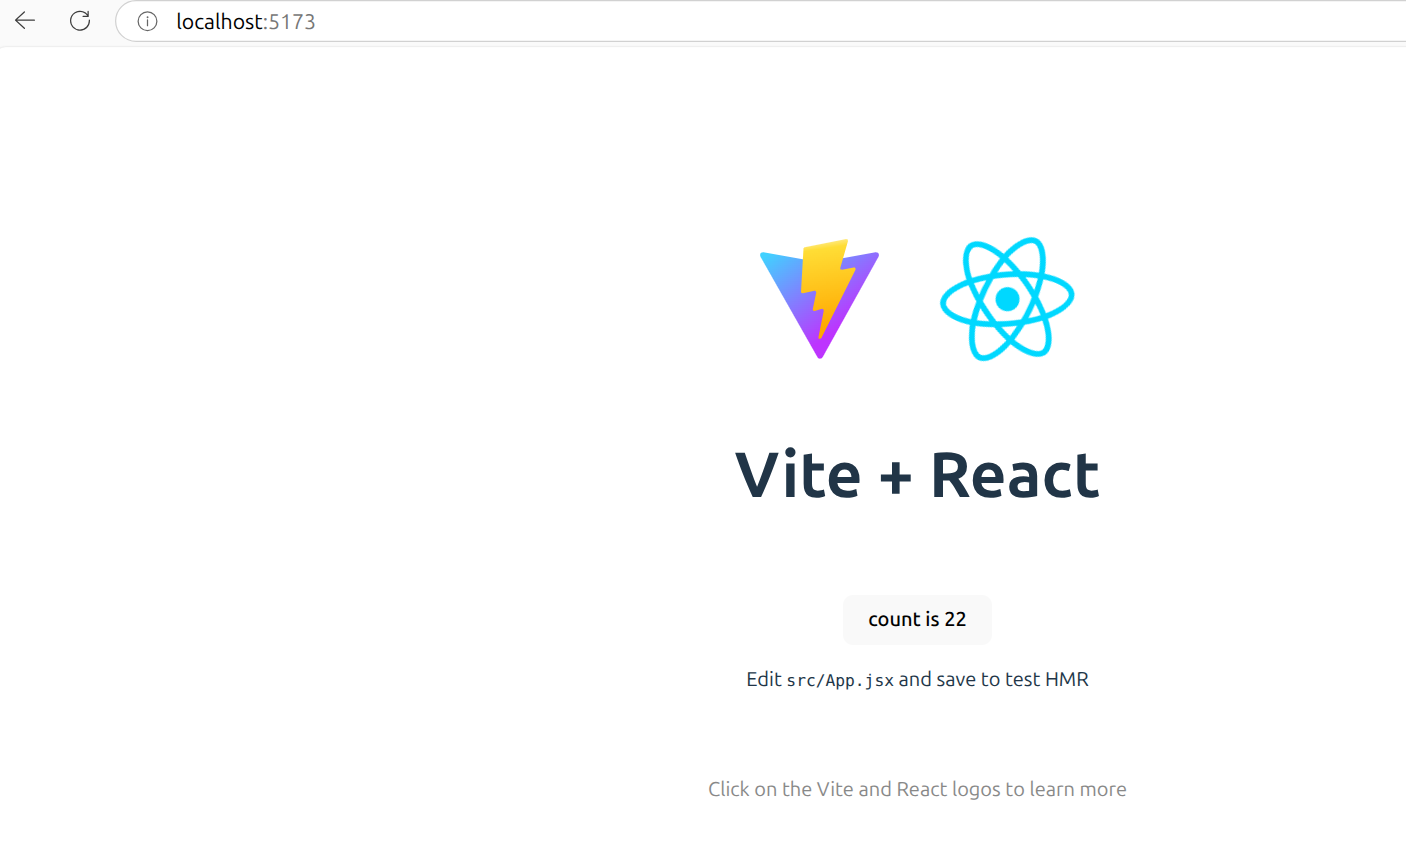 localhost:5173
Vite + React
count is 22
Edit src/App.jsx and save to test HMR
Click on the Vite and React logos to learn more